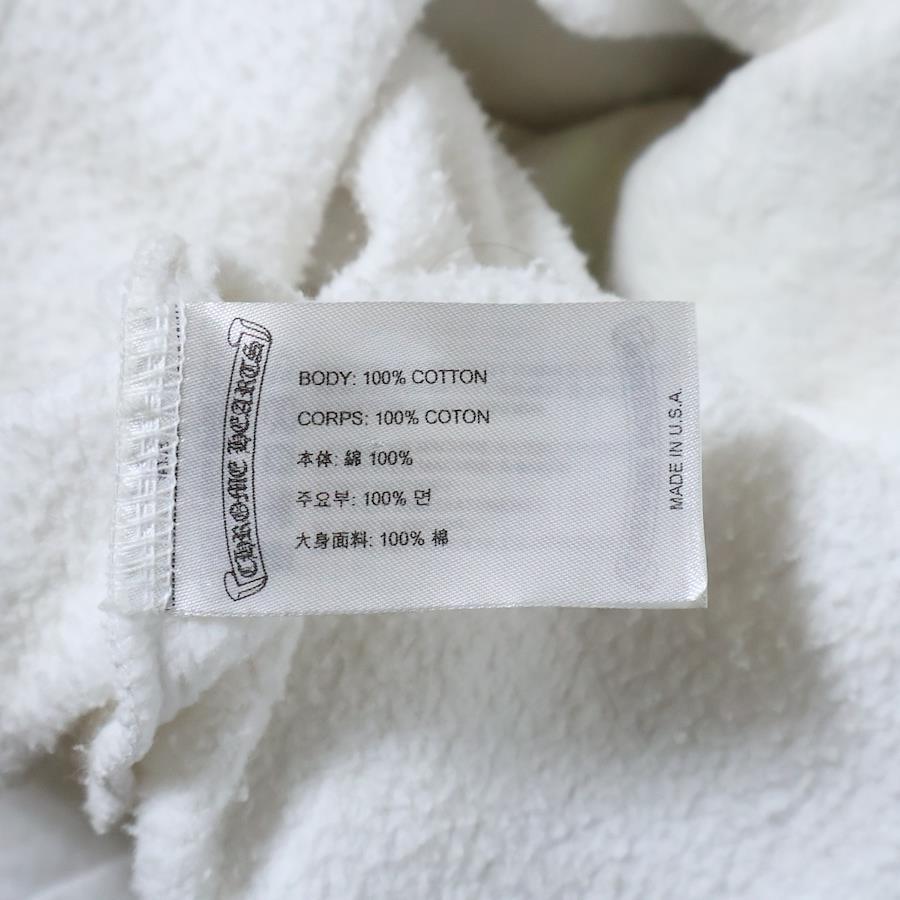 CHROME HEARTS
BODY: 100% COTTON
CORPS: 100% COTON
本体: 綿 100%
주요부: 100% 면
大身面料: 100% 棉
MADE IN U.S.A.